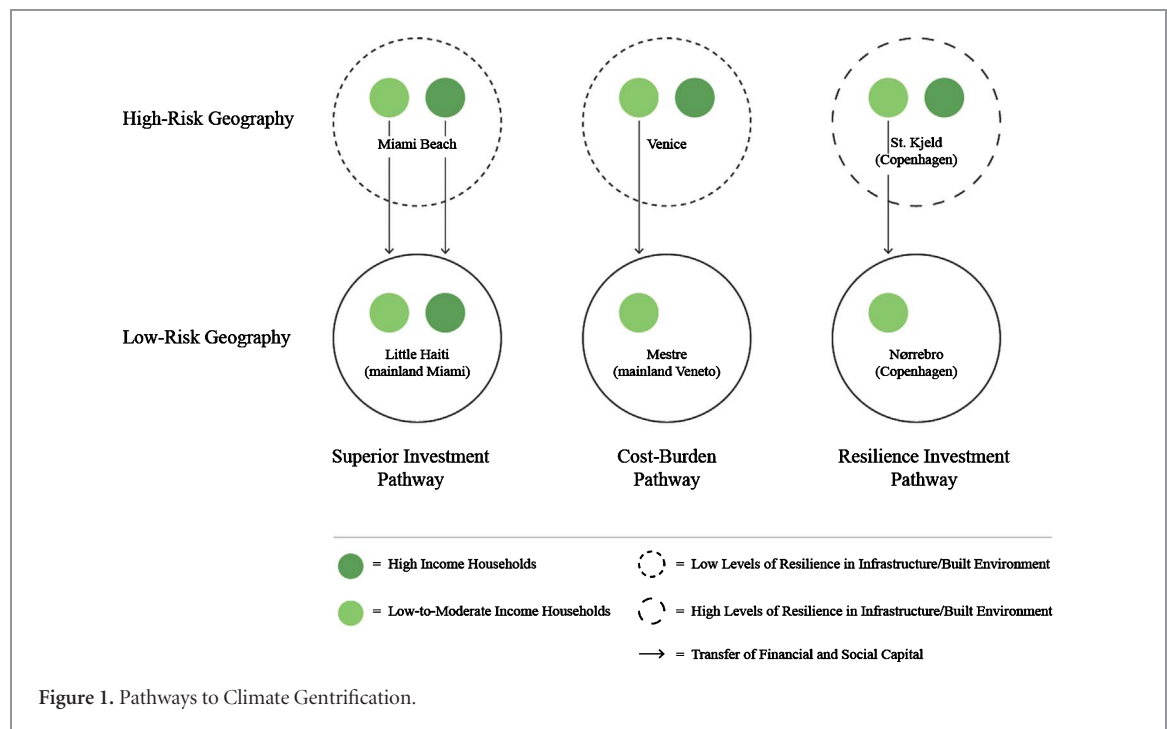 High-Risk Geography
Miami Beach
Venice
St. Kjeld
(Copenhagen)
Low-Risk Geography
Little Haiti
(mainland Miami)
Mestre
(mainland Veneto)
Nørrebro
(Copenhagen)
Superior Investment
Pathway
Cost-Burden
Pathway
Resilience Investment
Pathway
= High Income Households
= Low Levels of Resilience in Infrastructure/Built Environment
= Low-to-Moderate Income Households
= High Levels of Resilience in Infrastructure/Built Environment
= Transfer of Financial and Social Capital
Figure 1. Pathways to Climate Gentrification.